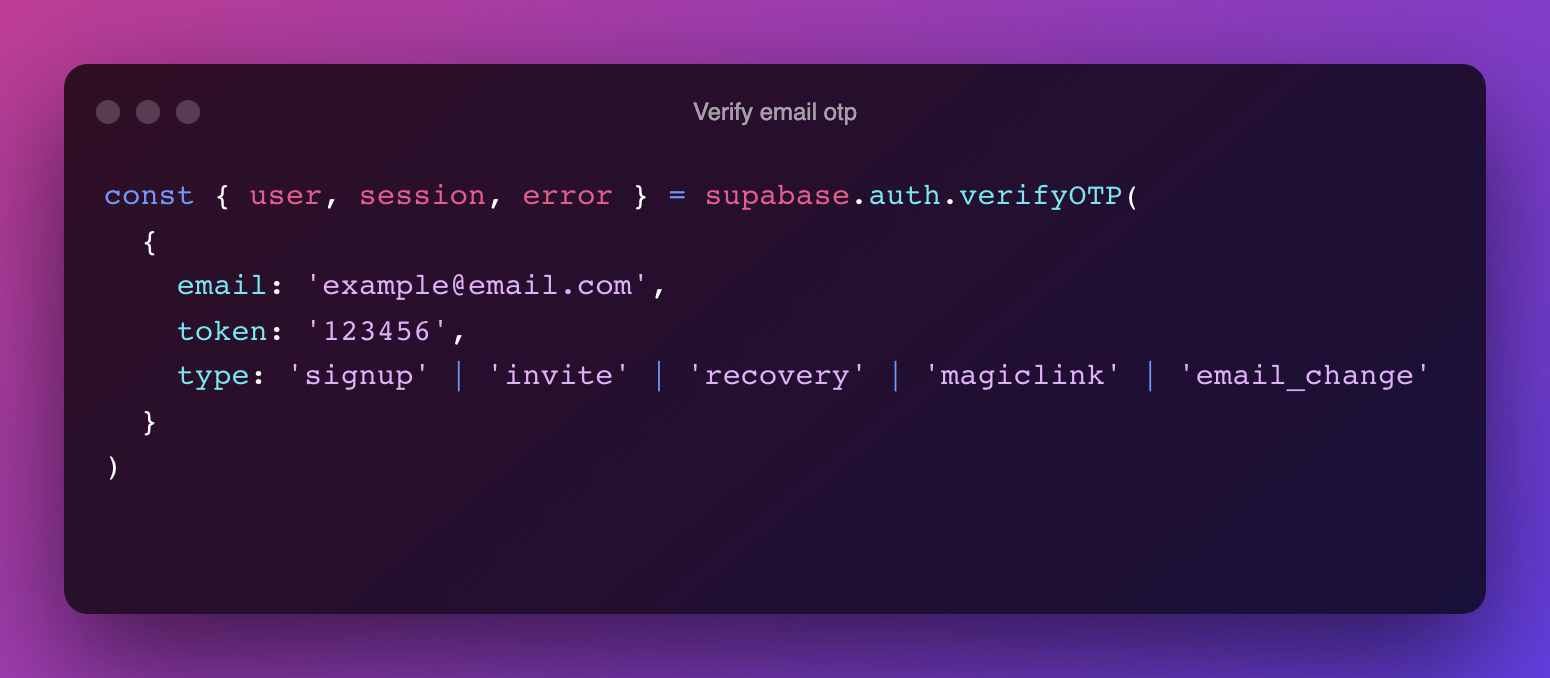 Verify email otp
const { user, session, error } = supabase.auth.verifyOTP(
  {
    email: 'example@email.com',
    token: '123456',
    type: 'signup' | 'invite' | 'recovery' | 'magiclink' | 'email_change'
  }
)